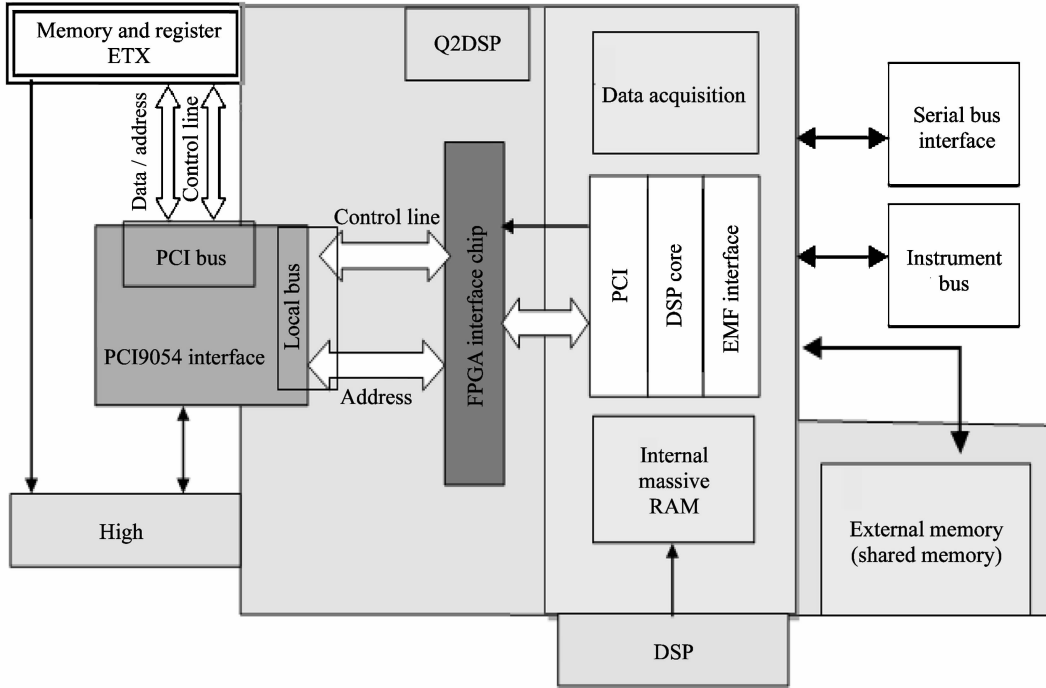 Memory and register
ETX
Q2DSP
Data acquisition
Serial bus
interface
Data / address
Control line
PCI bus
Local bus
PCI9054 interface
Control line
Address
FPGA interface chip
PCI
DSP core
EMF interface
Instrument
bus
Internal
massive
RAM
High
External memory
(shared memory)
DSP